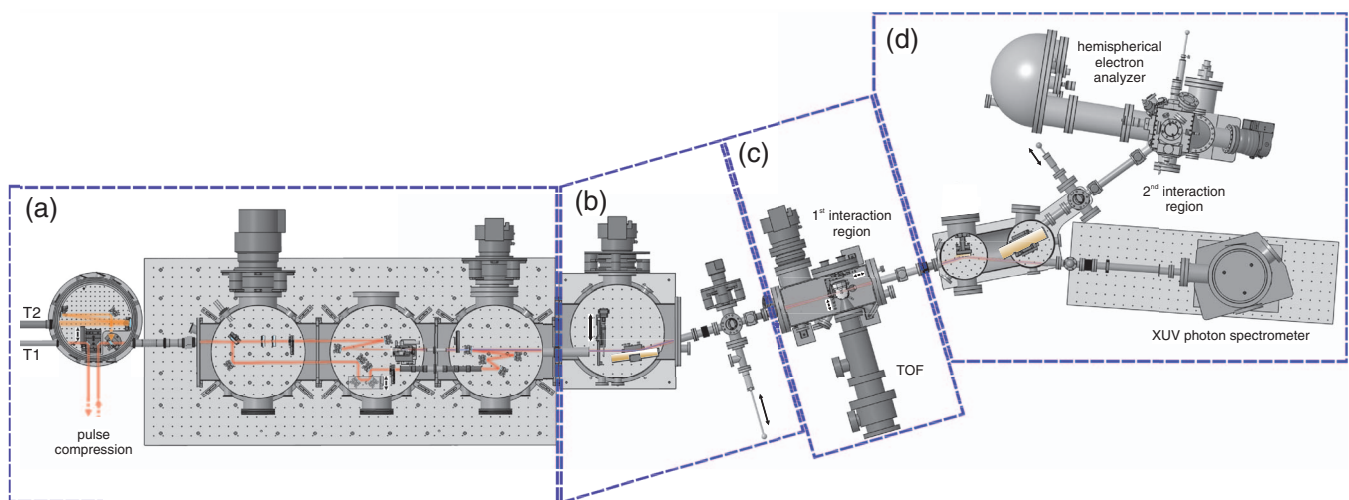 (a)
T2
T1
pulse
compression
(b)
(c)
1st interaction
region
TOF
(d)
hemispherical
electron
analyzer
2nd interaction
region
XUV photon spectrometer